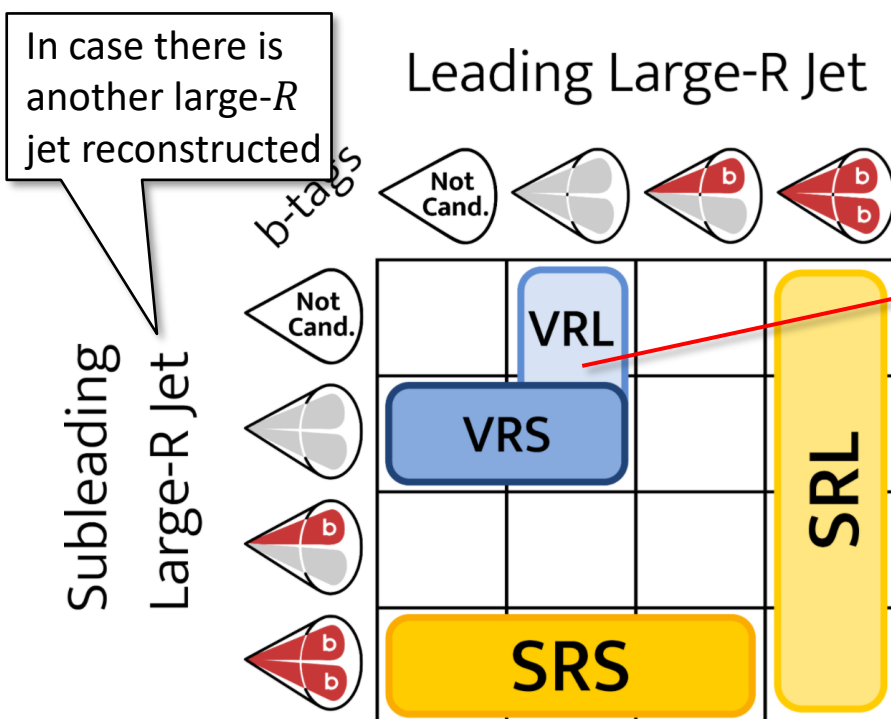 In case there is
another large-R
jet reconstructed
Leading Large-R Jet
b-tags
Not
Cand.
b
b
b
Not
Cand.
VRL
VRS
Subleading
Large-R Jet
b
SRL
b
b
SRS